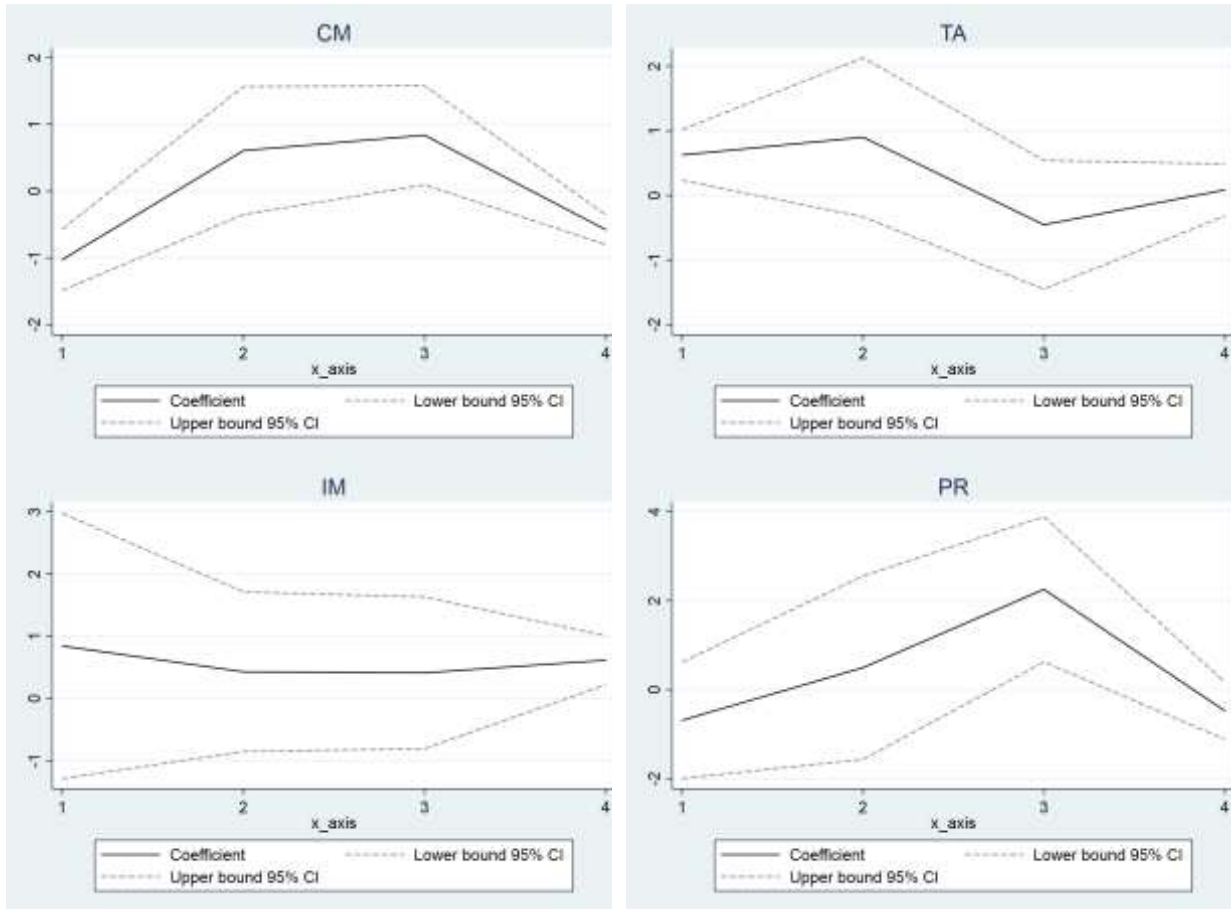 CM
2
1
0
-1
-2
1 2 3 4
x_axis
Coefficient Lower bound 95% CI
Upper bound 95% CI
TA
2
1
0
-1
-2
1 2 3 4
x_axis
Coefficient Lower bound 95% CI
Upper bound 95% CI
IM
3
2
1
0
-1
1 2 3 4
x_axis
Coefficient Lower bound 95% CI
Upper bound 95% CI
PR
4
2
0
-2
1 2 3 4
x_axis
Coefficient Lower bound 95% CI
Upper bound 95% CI